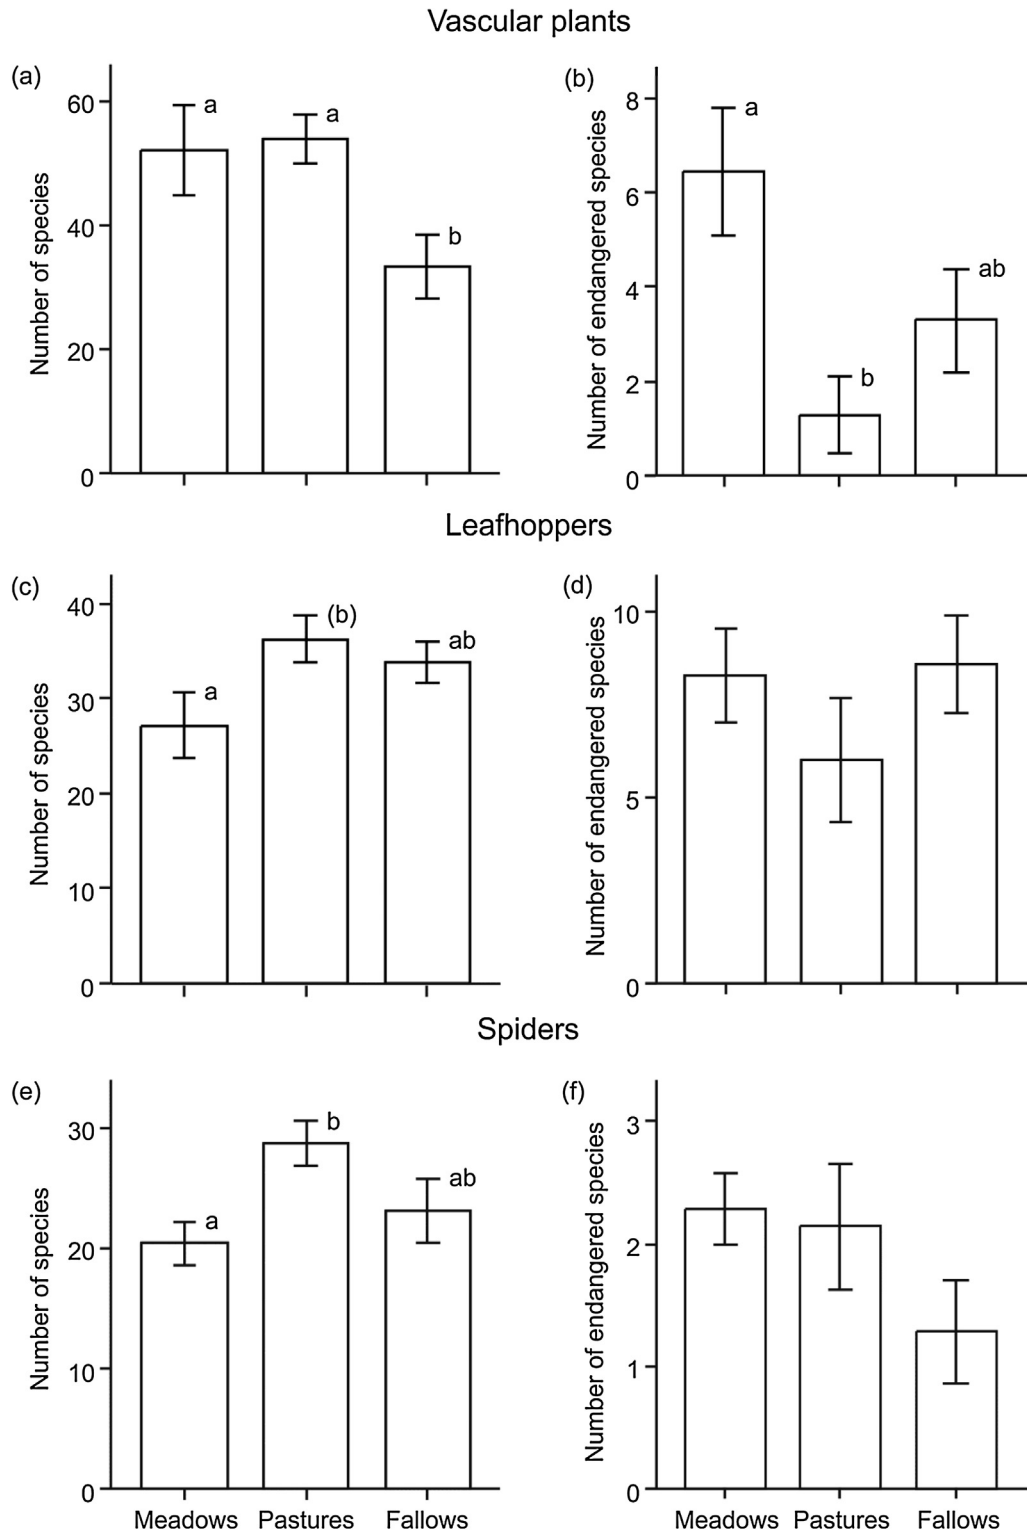 Vascular plants
(a)
Number of species
60
40
20
0
a
a
b
(b)
Number of endangered species
8
6
4
2
0
a
b
ab
Leafhoppers
(c)
Number of species
40
30
20
10
0
a
(b)
ab
(d)
Number of endangered species
10
5
0
Spiders
(e)
Number of species
30
20
10
0
a
b
ab
Meadows Pastures Fallows
(f)
Number of endangered species
3
2
1
0
Meadows Pastures Fallows